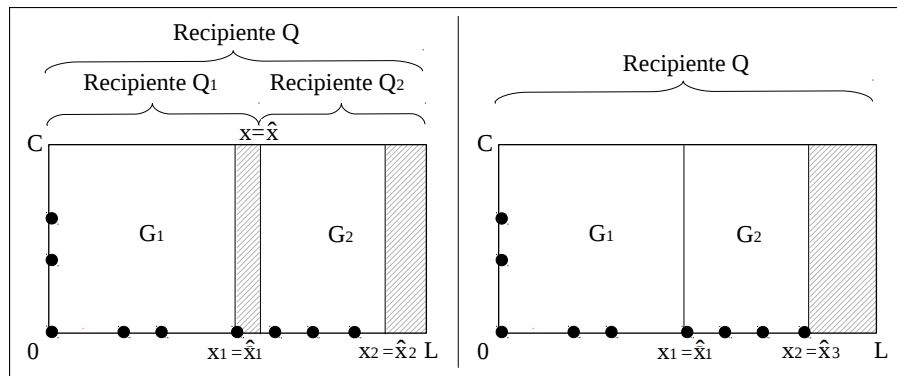 Recipiente Q
Recipiente Q1 Recipiente Q2
x=x̂
C
G1 G2
0 x1=x̂1 x2=x̂2 L
Recipiente Q
C
G1 G2
0 x1=x̂1 x2=x̂3 L